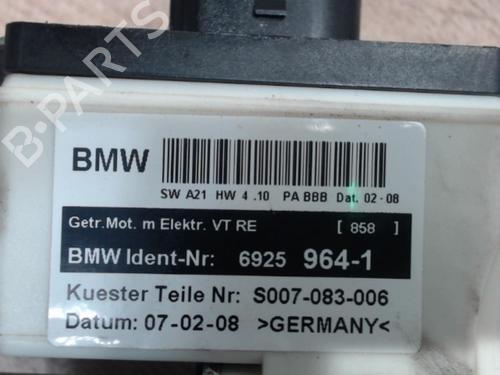 BMW
SW A21 HW 4 .10 PA BBB Dat. 02-08
Getr.Mot. m Elektr. VT RE [ 858 ]
BMW Ident-Nr: 6925 964-1
Kuester Teile Nr: S007-083-006
Datum: 07-02-08 >GERMANY<
B-PARTS